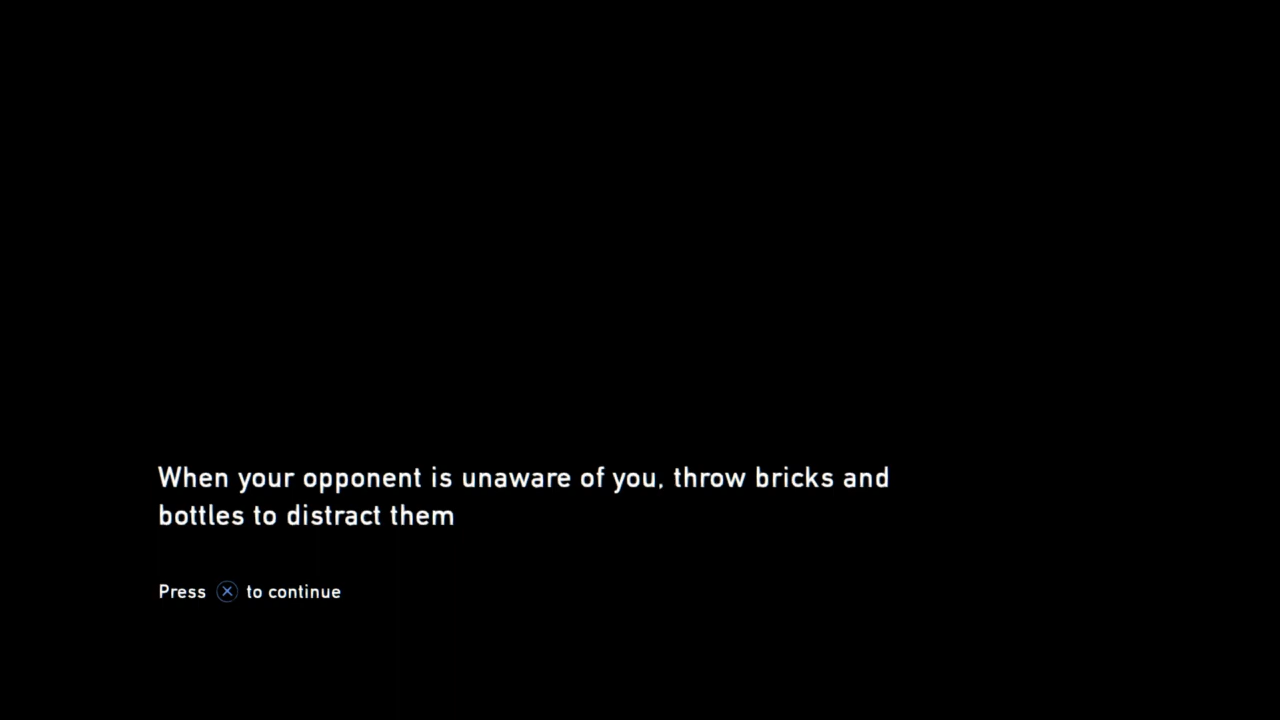 When your opponent is unaware of you, throw bricks and
bottles to distract them
Press ⓧ to continue